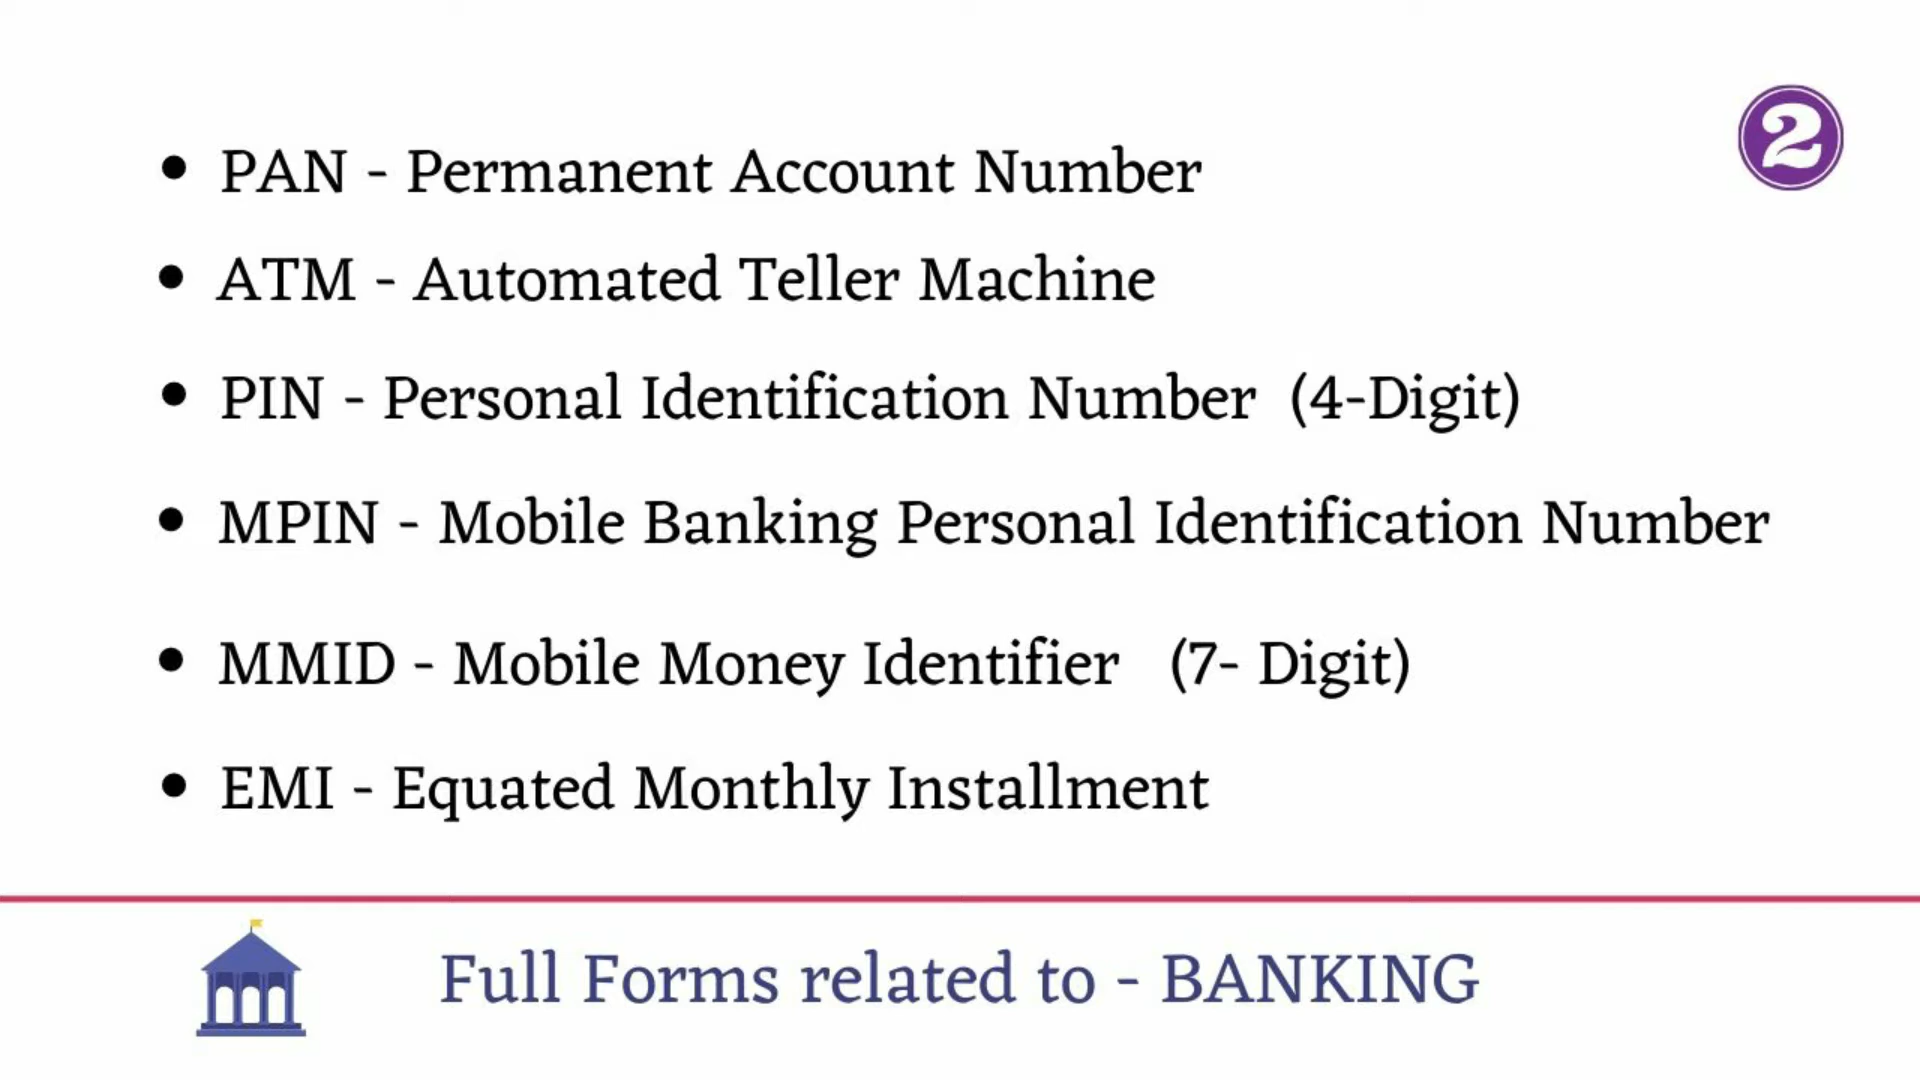 2
• PAN - Permanent Account Number
• ATM - Automated Teller Machine
• PIN - Personal Identification Number (4-Digit)
• MPIN - Mobile Banking Personal Identification Number
• MMID - Mobile Money Identifier (7- Digit)
• EMI - Equated Monthly Installment
Full Forms related to - BANKING